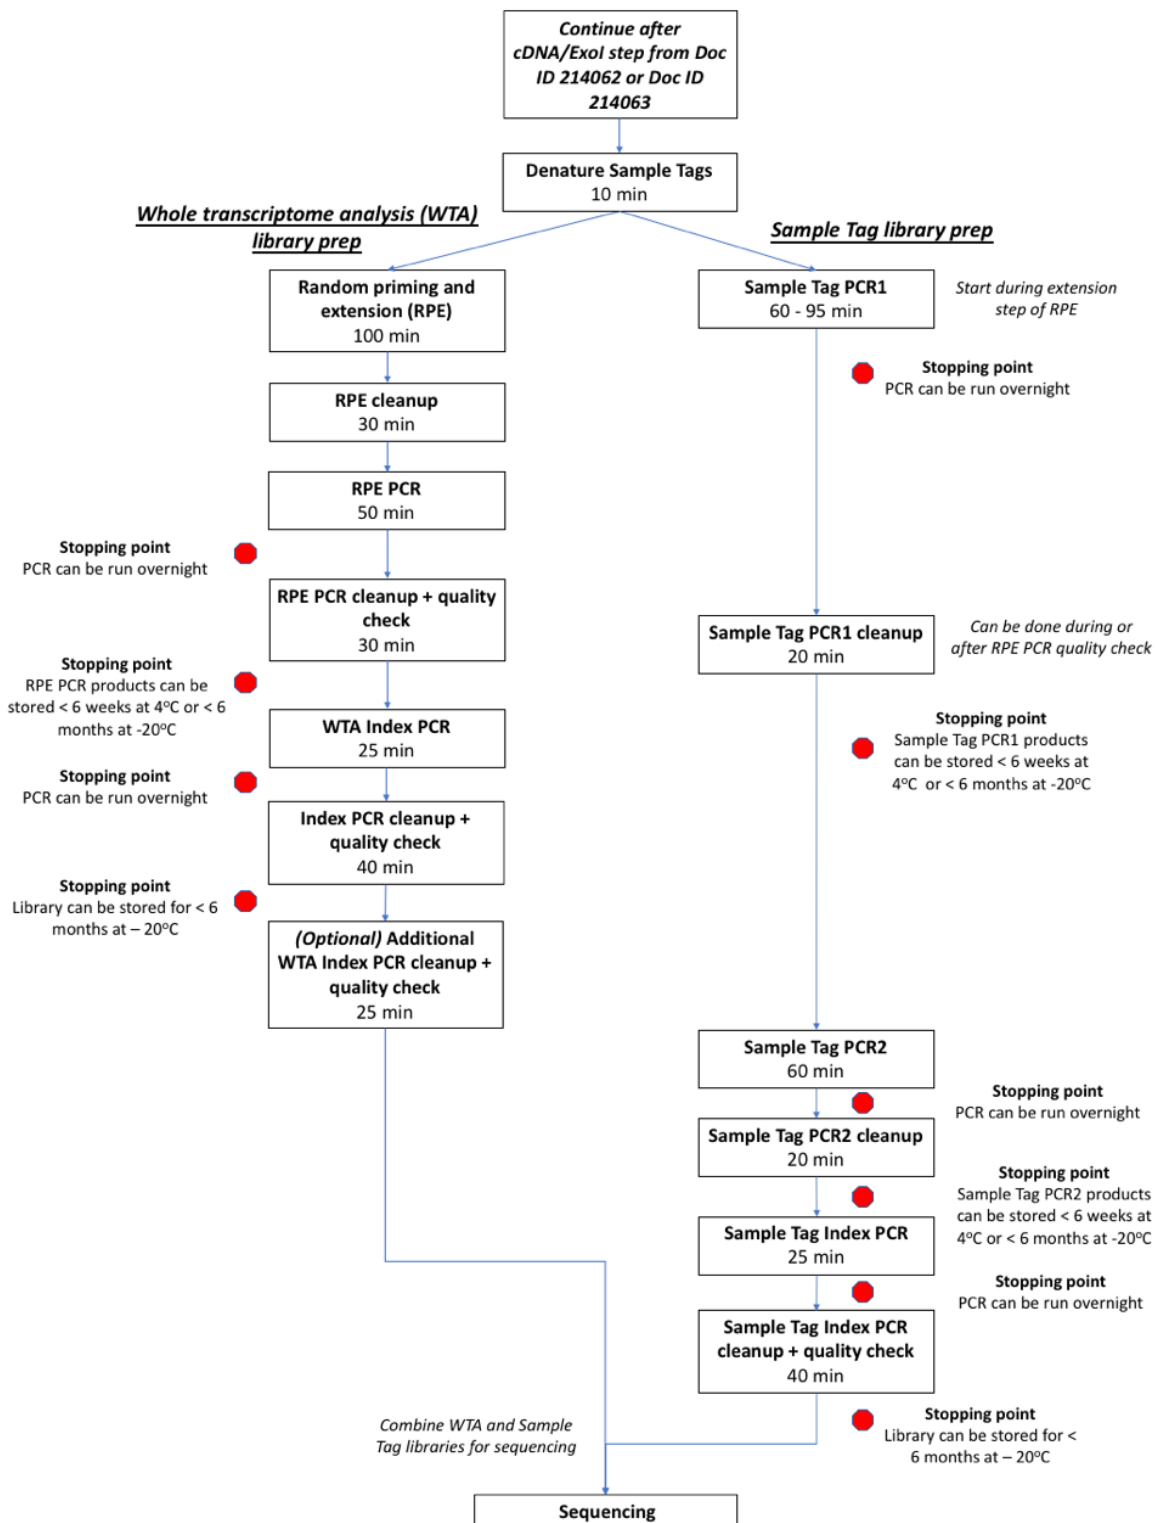 Continue after
cDNA/ExoI step from Doc
ID 214062 or Doc ID
214063
Denature Sample Tags
10 min
Whole transcriptome analysis (WTA)
library prep
Random priming and
extension (RPE)
100 min
RPE cleanup
30 min
RPE PCR
50 min
Stopping point
PCR can be run overnight
RPE PCR cleanup + quality
check
30 min
Stopping point
RPE PCR products can be
stored < 6 weeks at 4°C or < 6
months at -20°C
WTA Index PCR
25 min
Stopping point
PCR can be run overnight
Index PCR cleanup +
quality check
40 min
Stopping point
Library can be stored for < 6
months at – 20°C
(Optional) Additional
WTA Index PCR cleanup +
quality check
25 min
Sample Tag library prep
Sample Tag PCR1
60 - 95 min
Start during extension
step of RPE
Stopping point
PCR can be run overnight
Sample Tag PCR1 cleanup
20 min
Can be done during or
after RPE PCR quality check
Stopping point
Sample Tag PCR1 products
can be stored < 6 weeks at
4°C or < 6 months at -20°C
Sample Tag PCR2
60 min
Stopping point
PCR can be run overnight
Sample Tag PCR2 cleanup
20 min
Stopping point
Sample Tag PCR2 products
can be stored < 6 weeks at
4°C or < 6 months at -20°C
Sample Tag Index PCR
25 min
Stopping point
PCR can be run overnight
Sample Tag Index PCR
cleanup + quality check
40 min
Stopping point
Library can be stored for <
6 months at – 20°C
Combine WTA and Sample
Tag libraries for sequencing
Sequencing